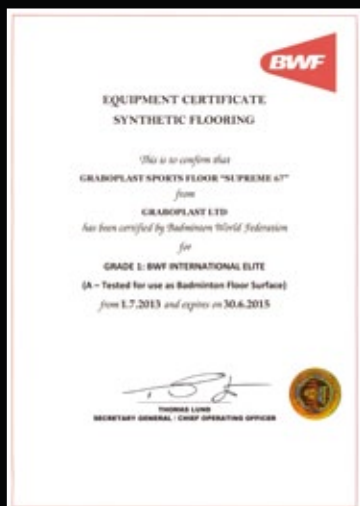 BWF
EQUIPMENT CERTIFICATE
SYNTHETIC FLOORING
This is to confirm that
GRABOPLAST SPORTS FLOOR "SUPREME 67"
from
GRABOPLAST LTD
has been certified by Badminton World Federation
for
GRADE 1: BWF INTERNATIONAL ELITE
(A – Tested for use as Badminton Floor Surface)
from 1.7.2013 and expires on 30.6.2015
THOMAS LUND
SECRETARY GENERAL / CHIEF OPERATING OFFICER